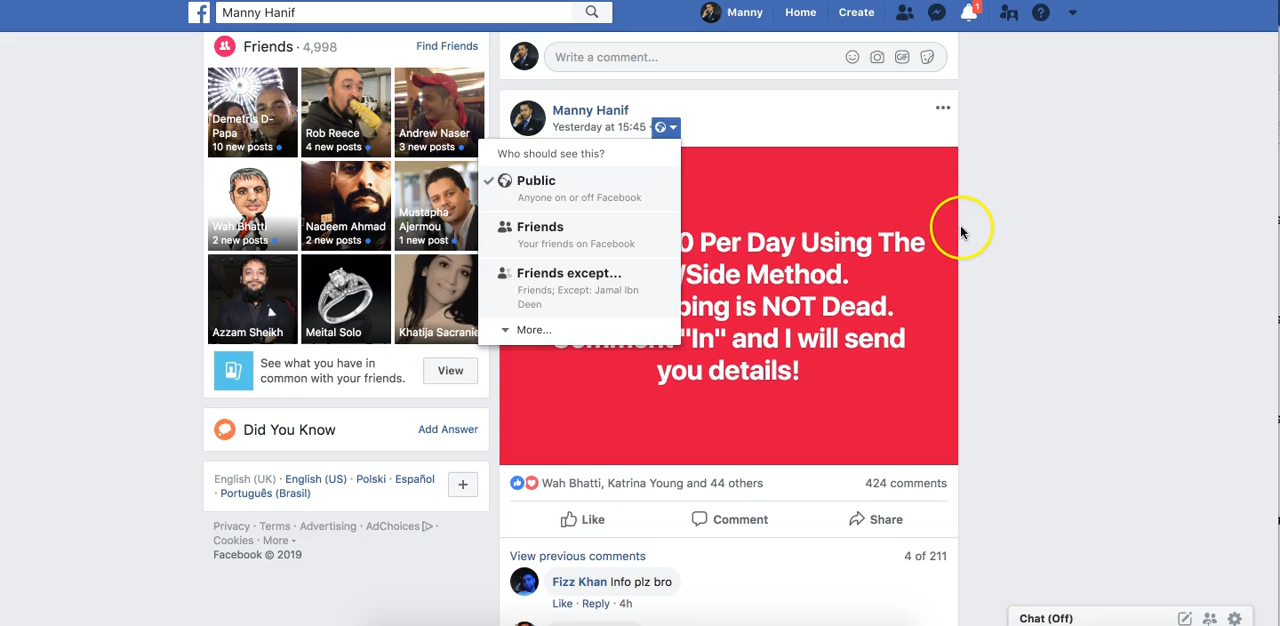 Manny Hanif
Manny
Home
Create
1
Friends · 4,998
Find Friends
Demetris D-
Papa
10 new posts
Rob Reece
4 new posts
Andrew Naser
3 new posts
Wah Bhatti
2 new posts
Nadeem Ahmad
2 new posts
Mustapha
Ajermou
1 new post
Azzam Sheikh
Meital Solo
Khatija Sacranie
See what you have in
common with your friends.
View
Did You Know
Add Answer
English (UK) · English (US) · Polski · Español
· Português (Brasil)
+
Privacy · Terms · Advertising · AdChoices ·
Cookies · More
Facebook © 2019
Write a comment...
GIF
Manny Hanif
Yesterday at 15:45 ·
Who should see this?
Public
Anyone on or off Facebook
Friends
Your friends on Facebook
Friends except...
Friends; Except: Jamal Ibn
Deen
More...
0 Per Day Using The
/Side Method.
ping is NOT Dead.
"In" and I will send
you details!
Wah Bhatti, Katrina Young and 44 others
424 comments
Like
Comment
Share
View previous comments
4 of 211
Fizz Khan Info plz bro
Like · Reply · 4h
Chat (Off)